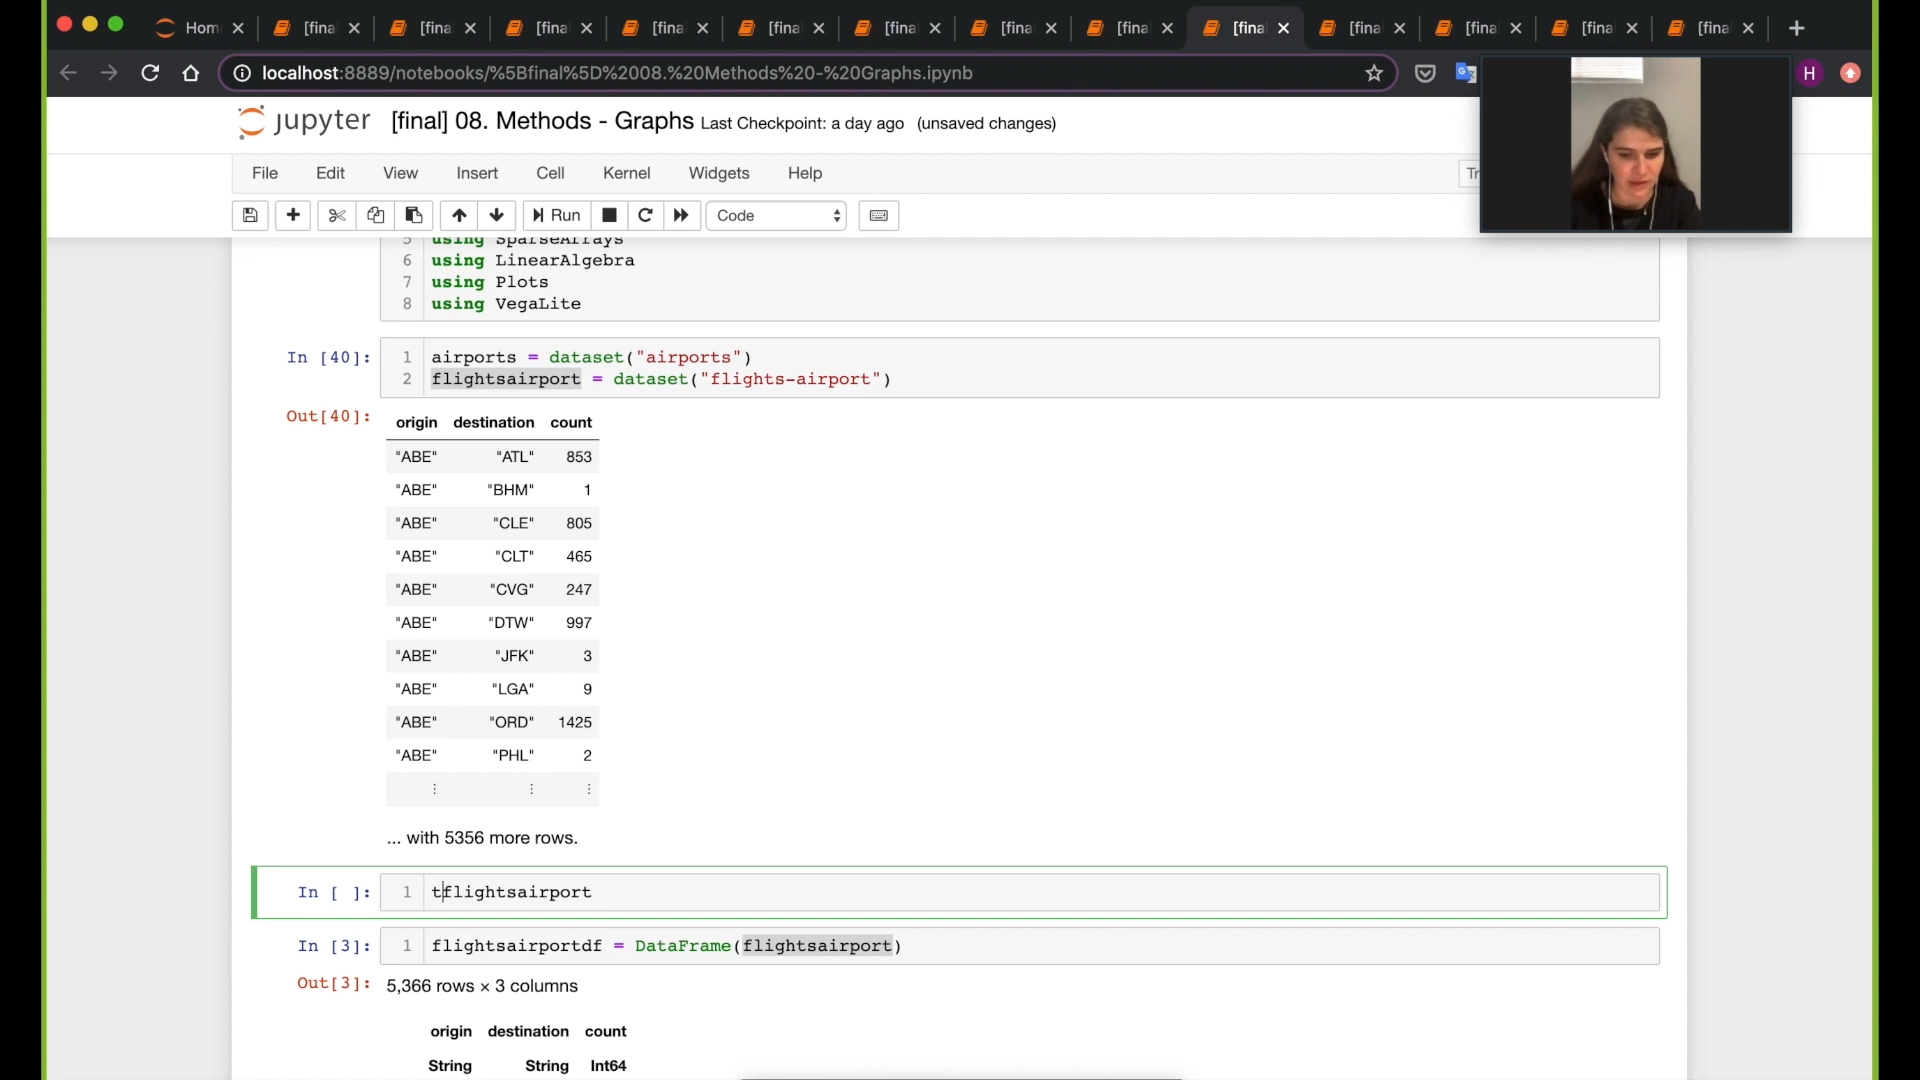 Hom
[fina
[fina
[fina
[fina
[fina
[fina
[fina
[fina
[fina
[fina
[fina
[fina
[fina
localhost:8889/notebooks/%5Bfinal%5D%2008.%20Methods%20-%20Graphs.ipynb
H
jupyter [final] 08. Methods - Graphs Last Checkpoint: a day ago (unsaved changes)
File Edit View Insert Cell Kernel Widgets Help Tr
Run Code
5 using SparseArrays
6 using LinearAlgebra
7 using Plots
8 using VegaLite
In [40]: 1 airports = dataset("airports")
2 flightsairport = dataset("flights-airport")
Out[40]: origin destination count
"ABE" "ATL" 853
"ABE" "BHM" 1
"ABE" "CLE" 805
"ABE" "CLT" 465
"ABE" "CVG" 247
"ABE" "DTW" 997
"ABE" "JFK" 3
"ABE" "LGA" 9
"ABE" "ORD" 1425
"ABE" "PHL" 2
⋮ ⋮ ⋮
... with 5356 more rows.
In [ ]: 1 tflightsairport
In [3]: 1 flightsairportdf = DataFrame(flightsairport)
Out[3]: 5,366 rows × 3 columns
origin destination count
String String Int64